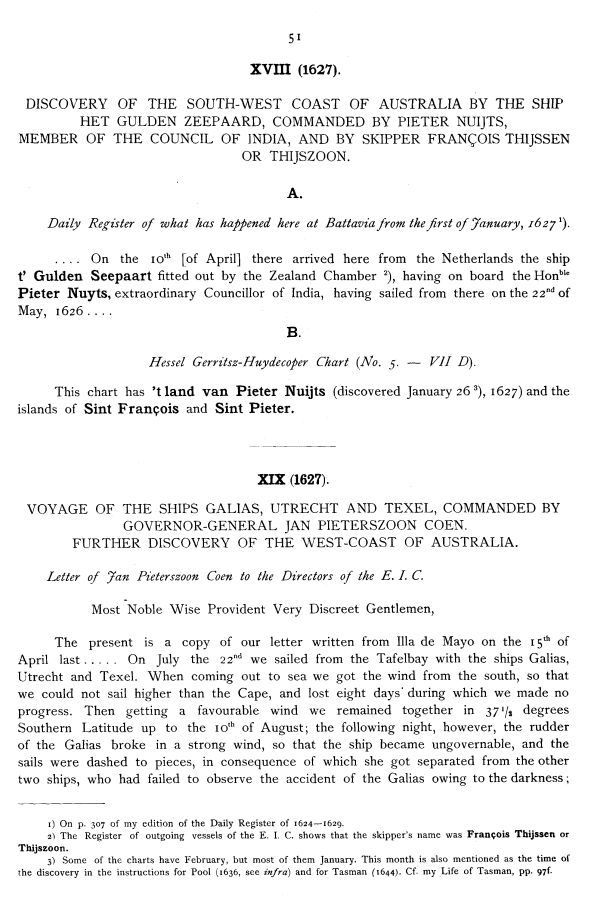 51
XVIII (1627).
DISCOVERY OF THE SOUTH-WEST COAST OF AUSTRALIA BY THE SHIP
HET GULDEN ZEEPAARD, COMMANDED BY PIETER NUIJTS,
MEMBER OF THE COUNCIL OF INDIA, AND BY SKIPPER FRANÇOIS THIJSSEN
OR THIJSZOON.
A.
Daily Register of what has happened here at Battavia from the first of January, 1627 ¹).
.... On the 10th [of April] there arrived here from the Netherlands the ship
t' Gulden Seepaart fitted out by the Zealand Chamber ²), having on board the Honble
Pieter Nuyts, extraordinary Councillor of India, having sailed from there on the 22nd of
May, 1626 ....
B.
Hessel Gerritsz-Huydecoper Chart (No. 5. — VII D).
This chart has 't land van Pieter Nuijts (discovered January 26 ³), 1627) and the
islands of Sint François and Sint Pieter.
XIX (1627).
VOYAGE OF THE SHIPS GALIAS, UTRECHT AND TEXEL, COMMANDED BY
GOVERNOR-GENERAL JAN PIETERSZOON COEN.
FURTHER DISCOVERY OF THE WEST-COAST OF AUSTRALIA.
Letter of Jan Pieterszoon Coen to the Directors of the E. I. C.
Most Noble Wise Provident Very Discreet Gentlemen,
The present is a copy of our letter written from Illa de Mayo on the 15th of
April last ..... On July the 22nd we sailed from the Tafelbay with the ships Galias,
Utrecht and Texel. When coming out to sea we got the wind from the south, so that
we could not sail higher than the Cape, and lost eight days during which we made no
progress. Then getting a favourable wind we remained together in 37 1/2 degrees
Southern Latitude up to the 10th of August; the following night, however, the rudder
of the Galias broke in a strong wind, so that the ship became ungovernable, and the
sails were dashed to pieces, in consequence of which she got separated from the other
two ships, who had failed to observe the accident of the Galias owing to the darkness;
1) On p. 307 of my edition of the Daily Register of 1624—1629.
2) The Register of outgoing vessels of the E. I. C. shows that the skipper's name was François Thijssen or
Thijszoon.
3) Some of the charts have February, but most of them January. This month is also mentioned as the time of
the discovery in the instructions for Pool (1636, see infra) and for Tasman (1644). Cf. my Life of Tasman, pp. 97f.